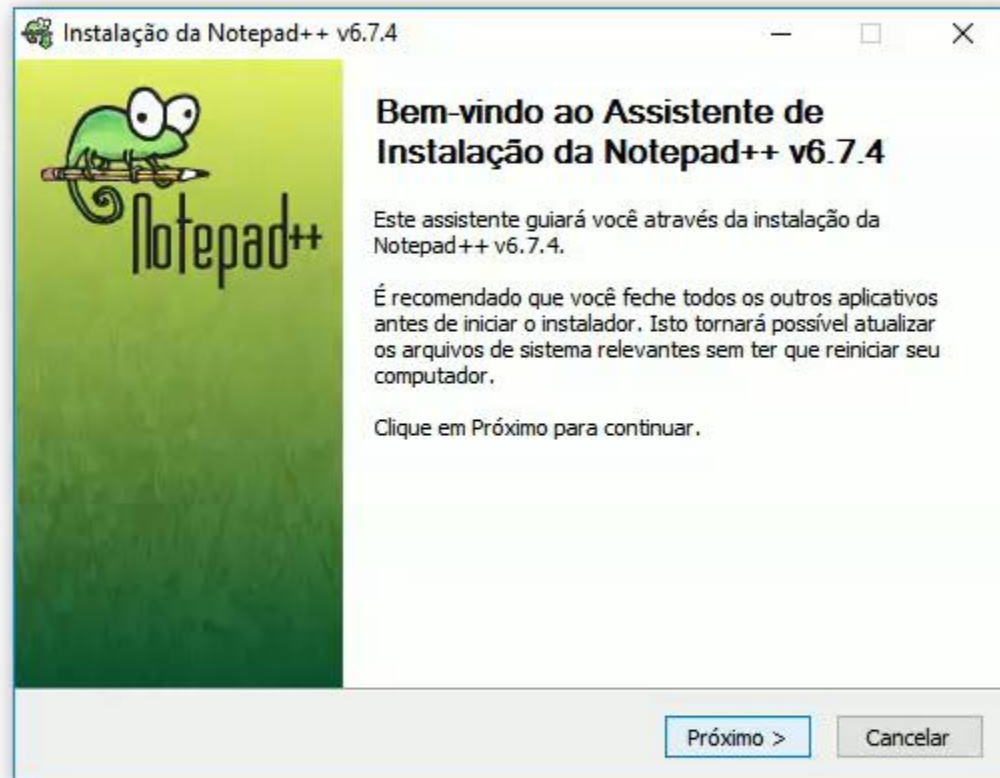 Instalação da Notepad++ v6.7.4
Notepad++
Bem-vindo ao Assistente de
Instalação da Notepad++ v6.7.4
Este assistente guiará você através da instalação da
Notepad++ v6.7.4.
É recomendado que você feche todos os outros aplicativos
antes de iniciar o instalador. Isto tornará possível atualizar
os arquivos de sistema relevantes sem ter que reiniciar seu
computador.
Clique em Próximo para continuar.
Próximo >
Cancelar